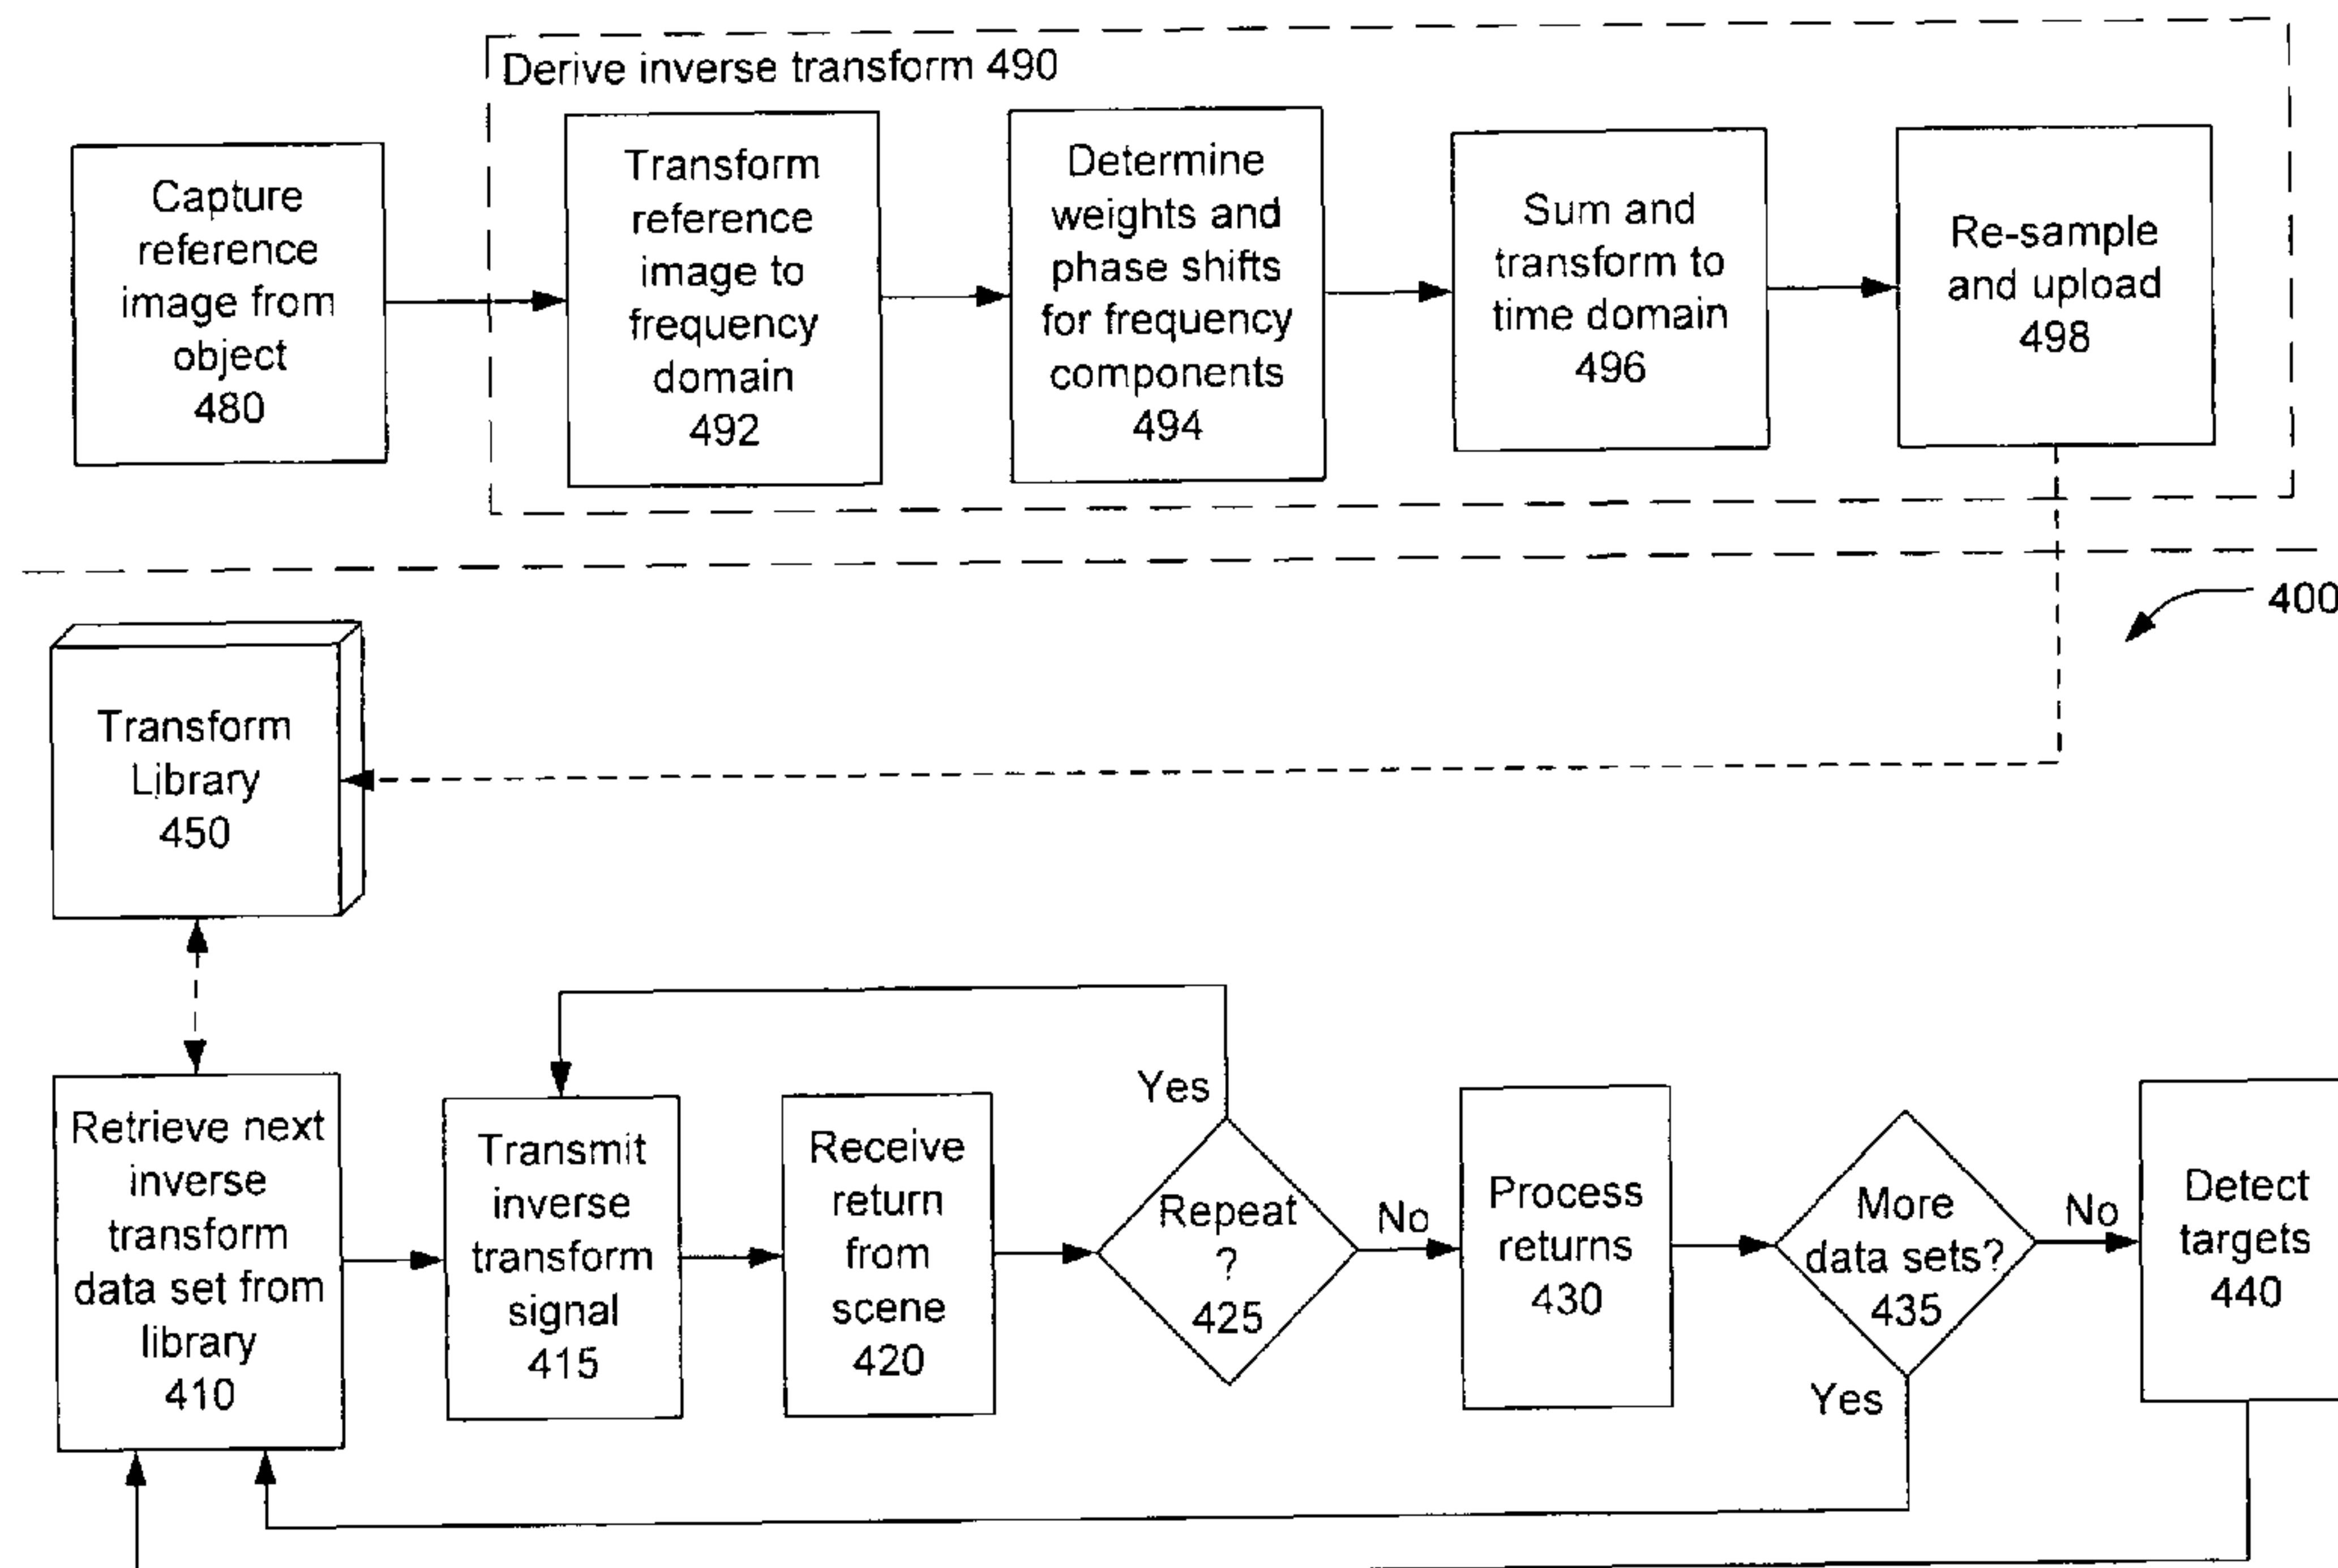 Derive inverse transform 490
Capture
reference
image from
object
480
Transform
reference
image to
frequency
domain
492
Determine
weights and
phase shifts
for frequency
components
494
Sum and
transform to
time domain
496
Re-sample
and upload
498
400
Transform
Library
450
Retrieve next
inverse
transform
data set from
library
410
Transmit
inverse
transform
signal
415
Receive
return
from
scene
420
Yes
Repeat
?
425
No
Process
returns
430
More
data sets?
435
Yes
No
Detect
targets
440